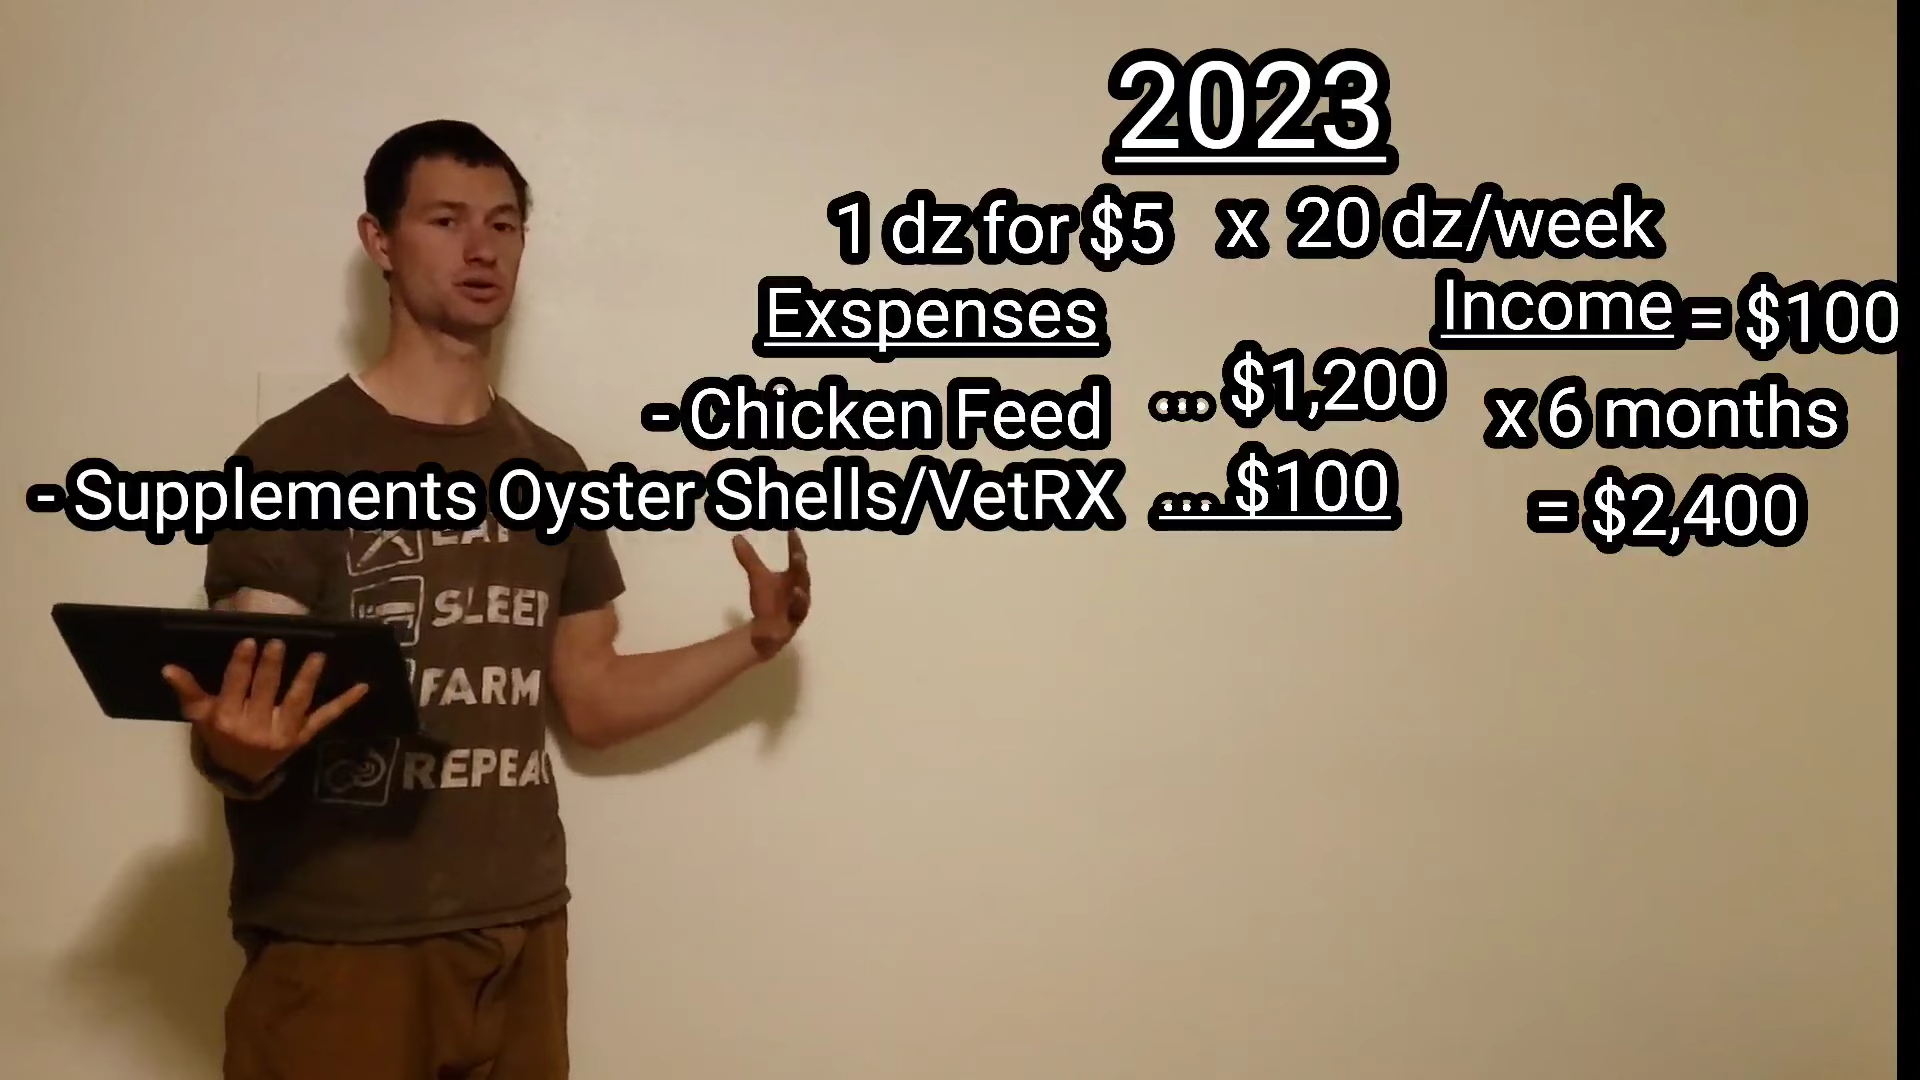 2023
1 dz for $5 x 20 dz/week
Exspenses
Income = $100
- Chicken Feed ... $1,200
x 6 months
- Supplements Oyster Shells/VetRX ... $100
= $2,400
EAT
SLEEP
FARM
REPEAT